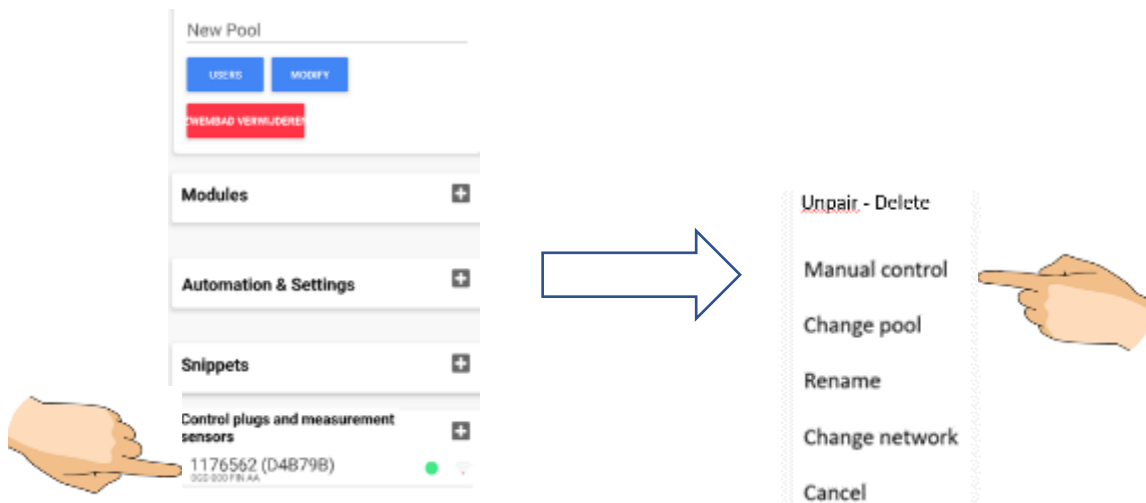 New Pool
USERS
MODIFY
ZWEMBAD VERWIJDEREN
Modules
Automation & Settings
Snippets
Control plugs and measurement
sensors
1176562 (D4B79B)
Unpair - Delete
Manual control
Change pool
Rename
Change network
Cancel